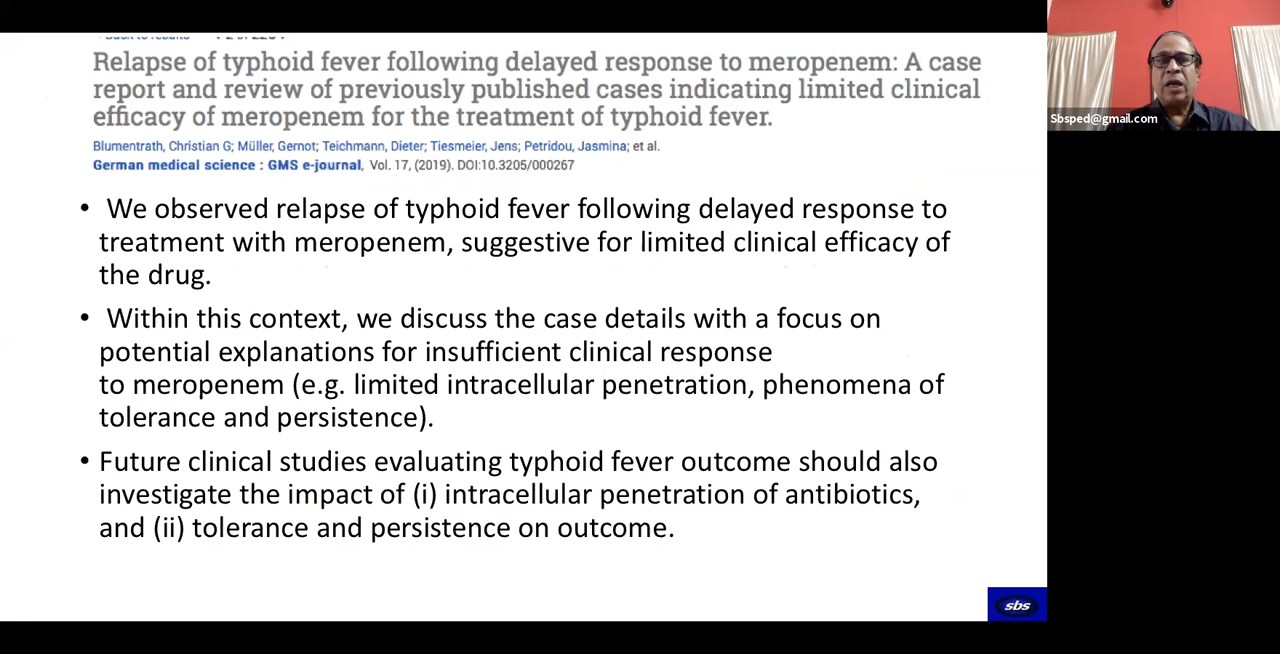 Relapse of typhoid fever following delayed response to meropenem: A case
report and review of previously published cases indicating limited clinical
efficacy of meropenem for the treatment of typhoid fever.
Blumentrath, Christian G; Müller, Gernot; Teichmann, Dieter; Tiesmeier, Jens; Petridou, Jasmina; et al.
German medical science : GMS e-journal, Vol. 17, (2019). DOI:10.3205/000267
• We observed relapse of typhoid fever following delayed response to
treatment with meropenem, suggestive for limited clinical efficacy of
the drug.
• Within this context, we discuss the case details with a focus on
potential explanations for insufficient clinical response
to meropenem (e.g. limited intracellular penetration, phenomena of
tolerance and persistence).
• Future clinical studies evaluating typhoid fever outcome should also
investigate the impact of (i) intracellular penetration of antibiotics,
and (ii) tolerance and persistence on outcome.
sbs
Sbsped@gmail.com